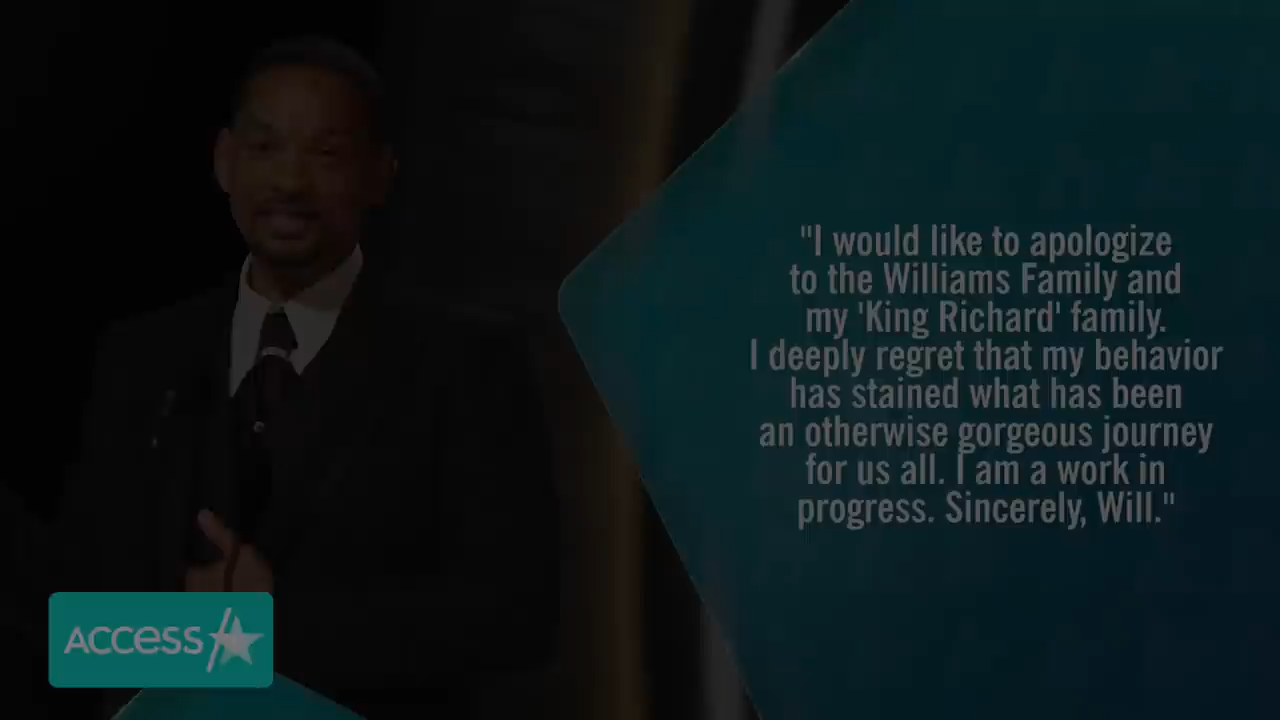 "I would like to apologize
to the Williams Family and
my 'King Richard' family.
I deeply regret that my behavior
has stained what has been
an otherwise gorgeous journey
for us all. I am a work in
progress. Sincerely, Will."
ACCESS